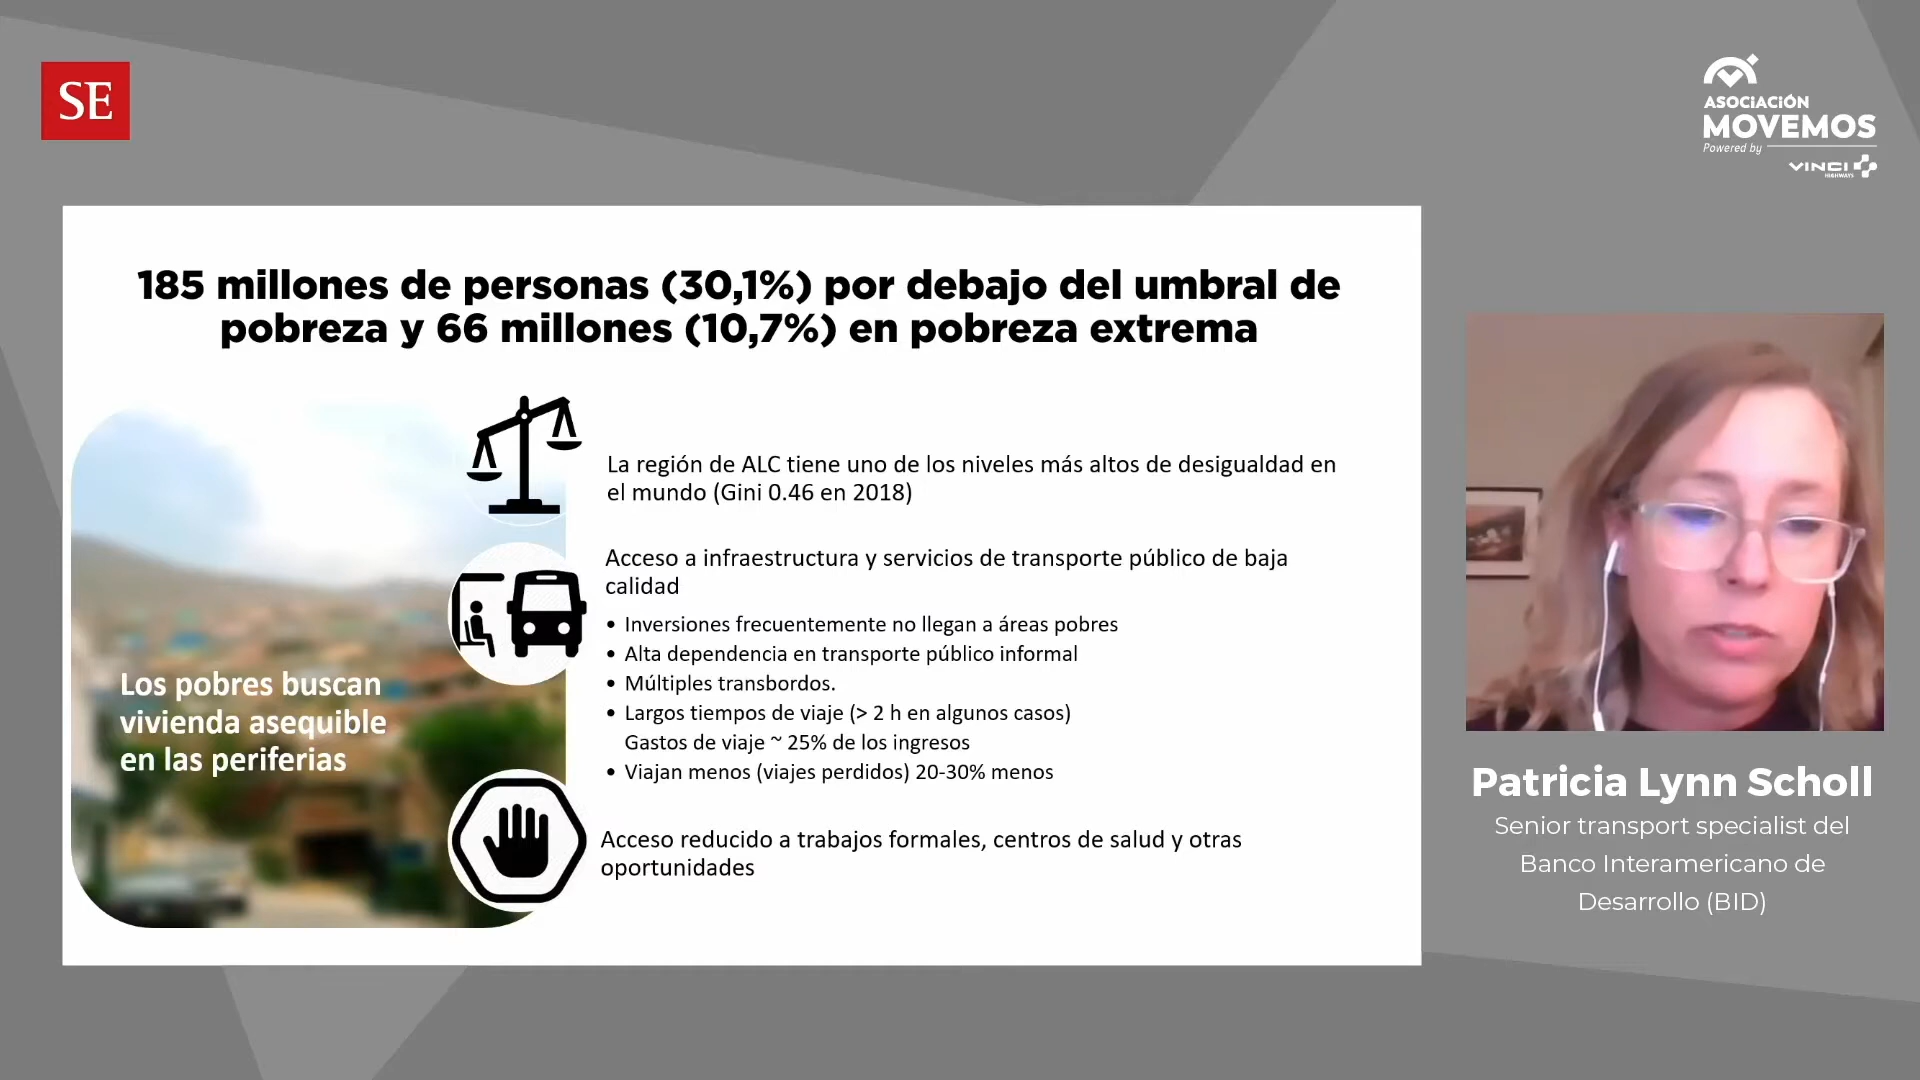 SE
ASOCIACIÓN
MOVEMOS
Powered by
VINCI
HIGHWAYS
185 millones de personas (30,1%) por debajo del umbral de
pobreza y 66 millones (10,7%) en pobreza extrema
La región de ALC tiene uno de los niveles más altos de desigualdad en
el mundo (Gini 0.46 en 2018)
Acceso a infraestructura y servicios de transporte público de baja
calidad
• Inversiones frecuentemente no llegan a áreas pobres
• Alta dependencia en transporte público informal
• Múltiples transbordos.
• Largos tiempos de viaje (> 2 h en algunos casos)
Gastos de viaje ~ 25% de los ingresos
• Viajan menos (viajes perdidos) 20-30% menos
Los pobres buscan
vivienda asequible
en las periferias
Acceso reducido a trabajos formales, centros de salud y otras
oportunidades
Patricia Lynn Scholl
Senior transport specialist del
Banco Interamericano de
Desarrollo (BID)